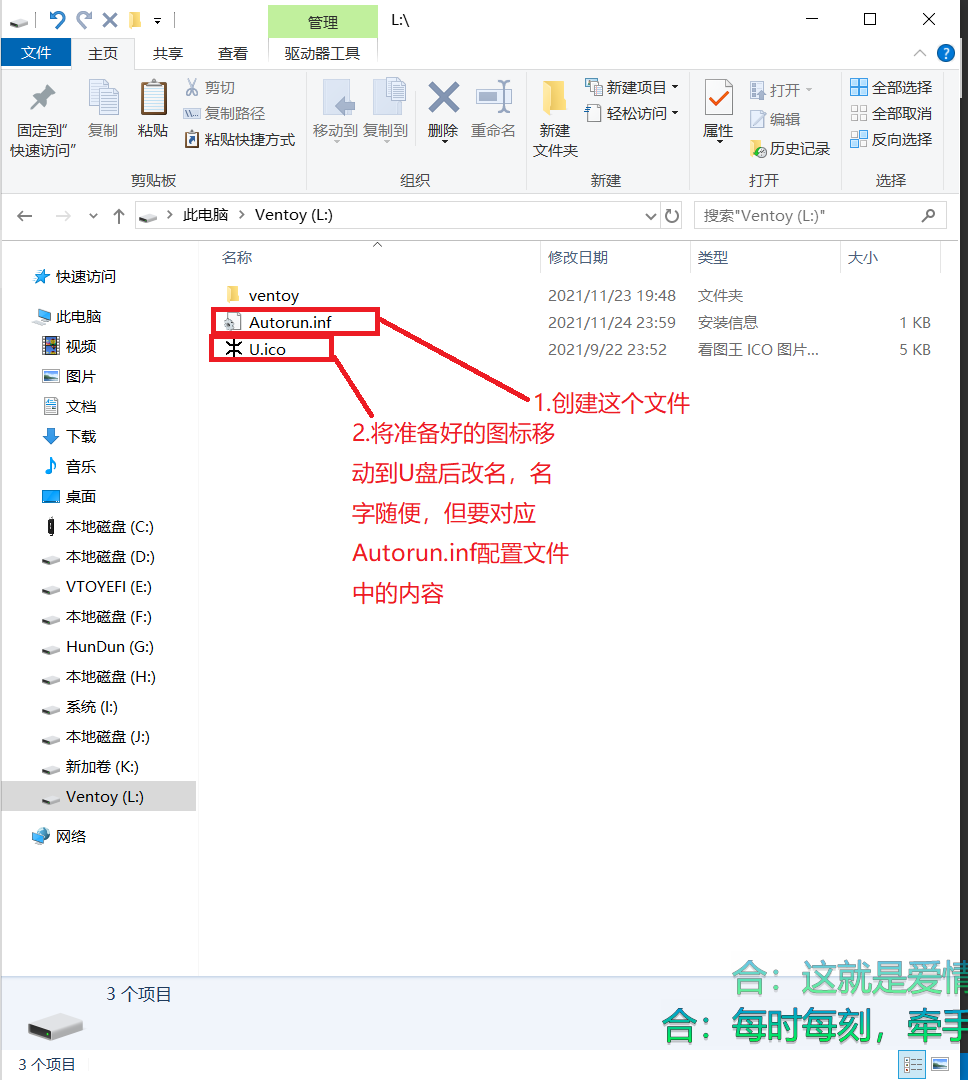 管理
L:\
文件
主页
共享
查看
驱动器工具
固定到"
快速访问"
复制
粘贴
剪切
复制路径
粘贴快捷方式
剪贴板
移动到
复制到
删除
重命名
组织
新建
文件夹
新建项目
轻松访问
新建
属性
打开
编辑
历史记录
打开
全部选择
全部取消
反向选择
选择
此电脑
Ventoy (L:)
搜索"Ventoy (L:)"
名称
修改日期
类型
大小
ventoy 2021/11/23 19:48 文件夹
Autorun.inf 2021/11/24 23:59 安装信息 1 KB
U.ico 2021/9/22 23:52 看图王 ICO 图片... 5 KB
1.创建这个文件
2.将准备好的图标移
动到U盘后改名，名
字随便，但要对应
Autorun.inf配置文件
中的内容
快速访问
此电脑
视频
图片
文档
下载
音乐
桌面
本地磁盘 (C:)
本地磁盘 (D:)
VTOYEFI (E:)
本地磁盘 (F:)
HunDun (G:)
本地磁盘 (H:)
系统 (I:)
本地磁盘 (J:)
新加卷 (K:)
Ventoy (L:)
网络
3 个项目
合：这就是爱情
合：每时每刻，牵手
3 个项目